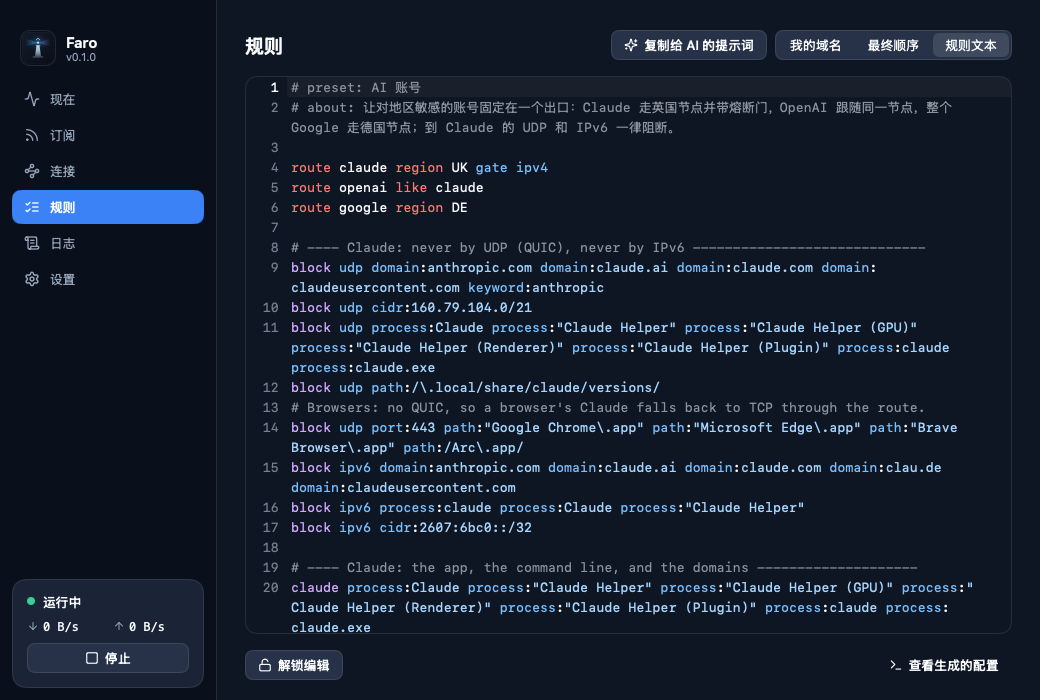 Faro
v0.1.0
现在
订阅
连接
规则
日志
设置
运行中
↓ 0 B/s ↑ 0 B/s
停止
规则
复制给 AI 的提示词
我的域名 最终顺序 规则文本
1 # preset: AI 账号
2 # about: 让对地区敏感的账号固定在一个出口：Claude 走英国节点并带熔断门，OpenAI 跟随同一节点，整个
Google 走德国节点；到 Claude 的 UDP 和 IPv6 一律阻断。
3
4 route claude region UK gate ipv4
5 route openai like claude
6 route google region DE
7
8 # ―――― Claude: never by UDP (QUIC), never by IPv6 ―――――――――――――――――――――――――――――
9 block udp domain:anthropic.com domain:claude.ai domain:claude.com domain:
claudeusercontent.com keyword:anthropic
10 block udp cidr:160.79.104.0/21
11 block udp process:Claude process:"Claude Helper" process:"Claude Helper (GPU)"
process:"Claude Helper (Renderer)" process:"Claude Helper (Plugin)" process:claude
process:claude.exe
12 block udp path:/\.local/share/claude/versions/
13 # Browsers: no QUIC, so a browser's Claude falls back to TCP through the route.
14 block udp port:443 path:"Google Chrome\.app" path:"Microsoft Edge\.app" path:"Brave
Browser\.app" path:/Arc\.app/
15 block ipv6 domain:anthropic.com domain:claude.ai domain:claude.com domain:clau.de
domain:claudeusercontent.com
16 block ipv6 process:claude process:Claude process:"Claude Helper"
17 block ipv6 cidr:2607:6bc0::/32
18
19 # ―――― Claude: the app, the command line, and the domains ――――――――――――――――――――
20 claude process:Claude process:"Claude Helper" process:"Claude Helper (GPU)" process:"
Claude Helper (Renderer)" process:"Claude Helper (Plugin)" process:claude process:
claude.exe
解锁编辑
查看生成的配置